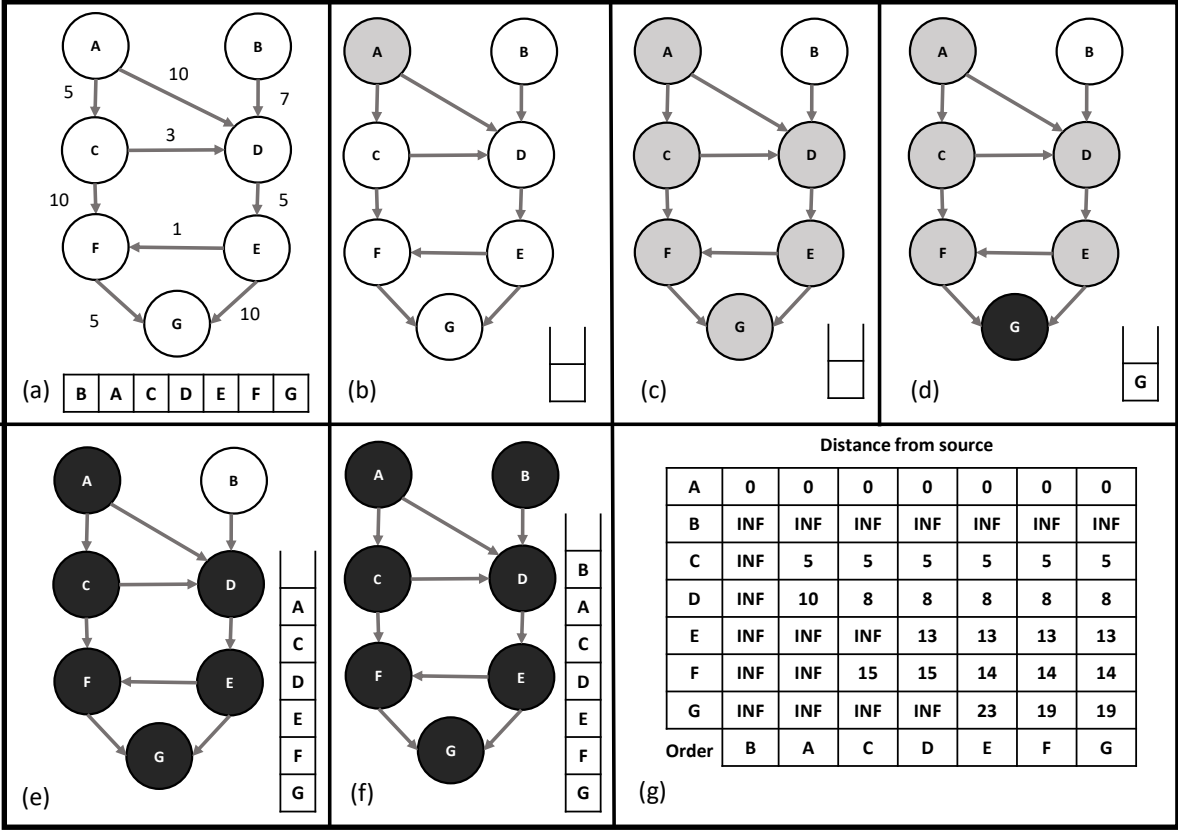 A
B
10
5
7
C
3
D
10
5
F
1
E
5
G
10
(a) B A C D E F G
A
B
C
D
F
E
G
(b)
A
B
C
D
F
E
G
(c)
A
B
C
D
F
E
G
(d)
G
A
B
C
D
F
E
G
(e)
A
C
D
E
F
G
A
B
C
D
F
E
G
(f)
B
A
C
D
E
F
G
Distance from source
A 0 0 0 0 0 0 0
B INF INF INF INF INF INF INF
C INF 5 5 5 5 5 5
D INF 10 8 8 8 8 8
E INF INF INF 13 13 13 13
F INF INF 15 15 14 14 14
G INF INF INF INF 23 19 19
Order B A C D E F G
(g)